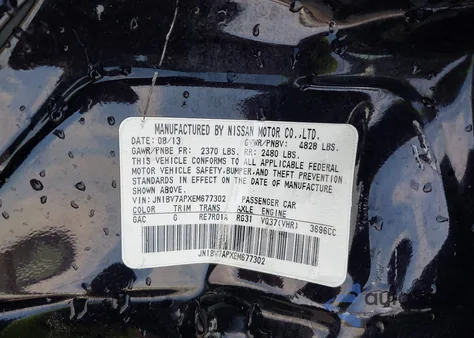 MANUFACTURED BY NISSAN MOTOR CO.,LTD.
DATE: 08/13 GVWR/PNBV: 4828 LBS.
GAWR/PNBE FR: 2370 LBS. RR: 2480 LBS.
THIS VEHICLE CONFORMS TO ALL APPLICABLE FEDERAL
MOTOR VEHICLE SAFETY,BUMPER,AND THEFT PREVENTION
STANDARDS IN EFFECT ON THE DATE OF MANUFACTURE
SHOWN ABOVE.
VIN: JN1BV7APXEM677302 PASSENGER CAR
COLOR TRIM TRANS AXLE ENGINE
GAC G RE7R01A RG31 VQ37(VHR) 3696CC
JN1BV7APXEM677302